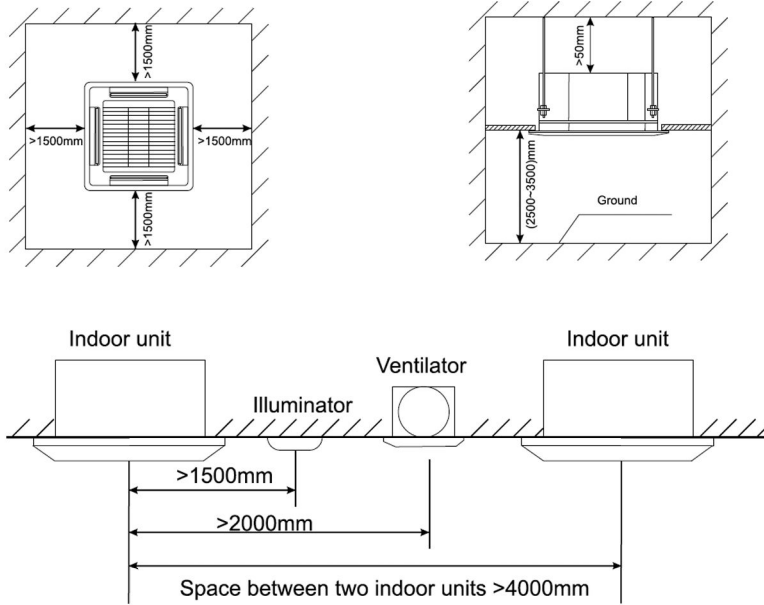 >1500mm
>1500mm
>1500mm
>1500mm
>50mm
(2500~3500)mm
Ground
Indoor unit
Indoor unit
Ventilator
Illuminator
>1500mm
>2000mm
Space between two indoor units >4000mm